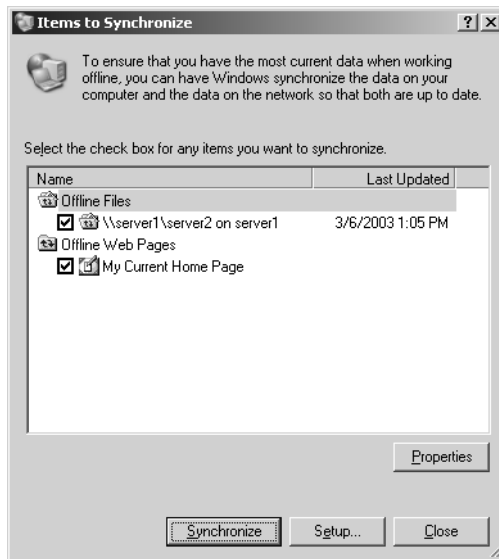 Items to Synchronize
To ensure that you have the most current data when working
offline, you can have Windows synchronize the data on your
computer and the data on the network so that both are up to date.
Select the check box for any items you want to synchronize.
Name Last Updated
Offline Files
\\server1\server2 on server1 3/6/2003 1:05 PM
Offline Web Pages
My Current Home Page
Properties
Synchronize Setup... Close